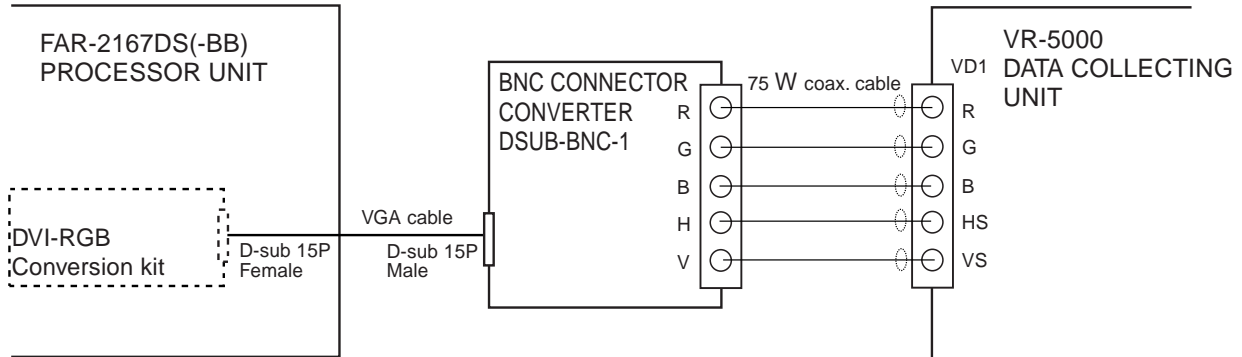 FAR-2167DS(-BB)
PROCESSOR UNIT
DVI-RGB
Conversion kit
D-sub 15P
Female
VGA cable
D-sub 15P
Male
BNC CONNECTOR
CONVERTER
DSUB-BNC-1
R
G
B
H
V
75 W coax. cable
VD1
R
G
B
HS
VS
VR-5000
DATA COLLECTING
UNIT